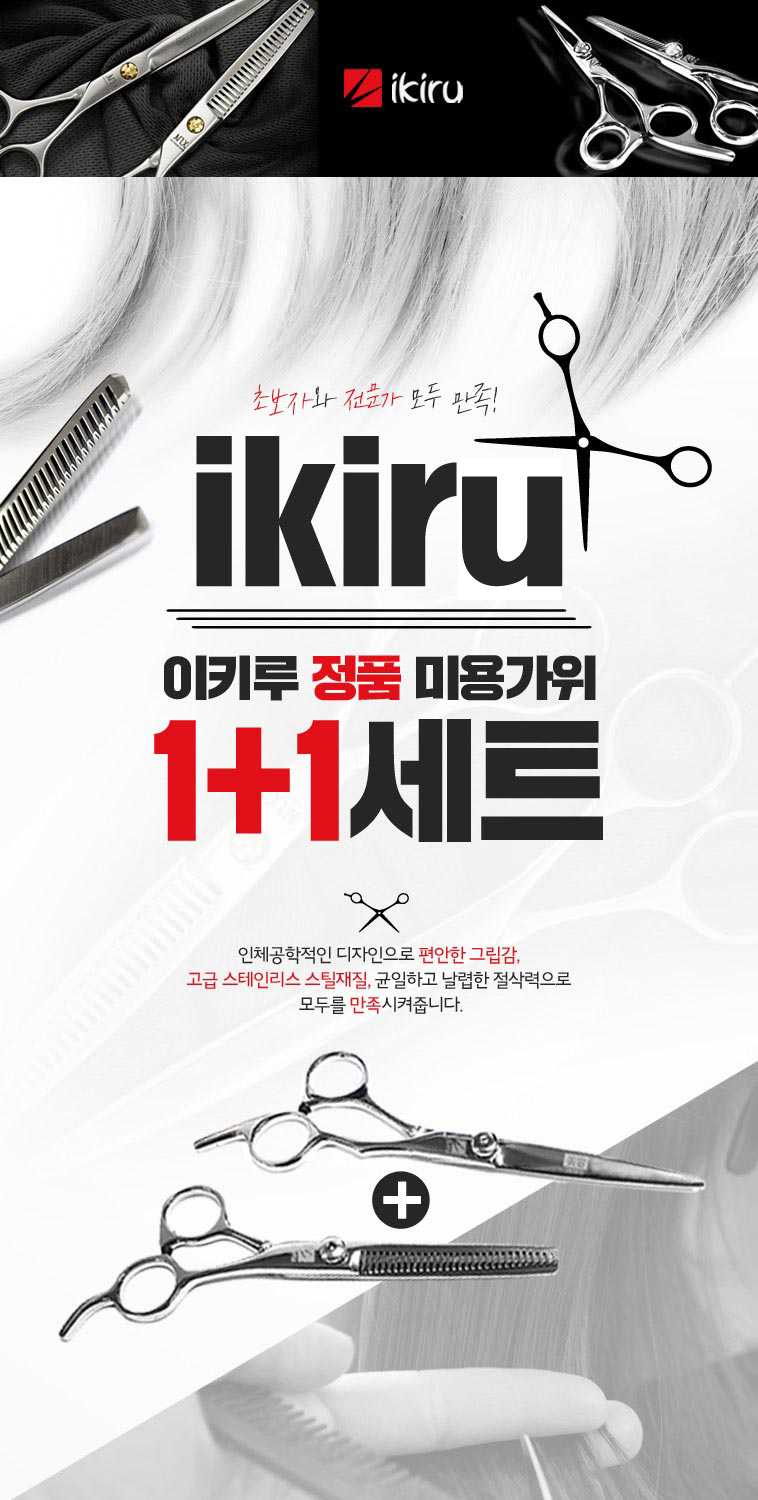 ikiru
초보자와 전문가 모두 만족!
ikiru
이키루 정품 미용가위
1+1세트
인체공학적인 디자인으로 편안한 그립감,
고급 스테인리스 스틸재질, 균일하고 날렵한 절삭력으로
모두를 만족시켜줍니다.